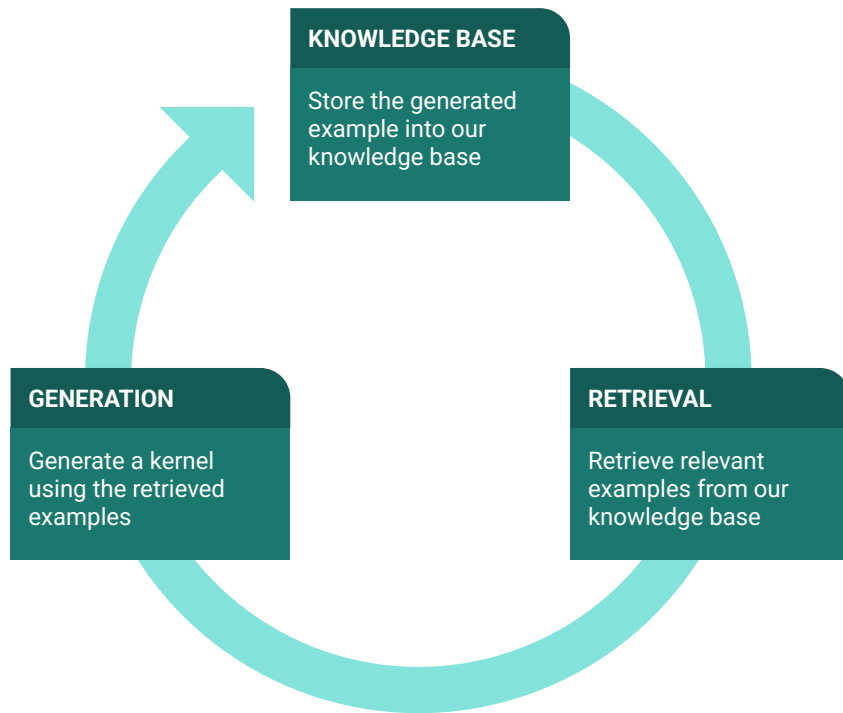 KNOWLEDGE BASE
Store the generated
example into our
knowledge base
GENERATION
Generate a kernel
using the retrieved
examples
RETRIEVAL
Retrieve relevant
examples from our
knowledge base